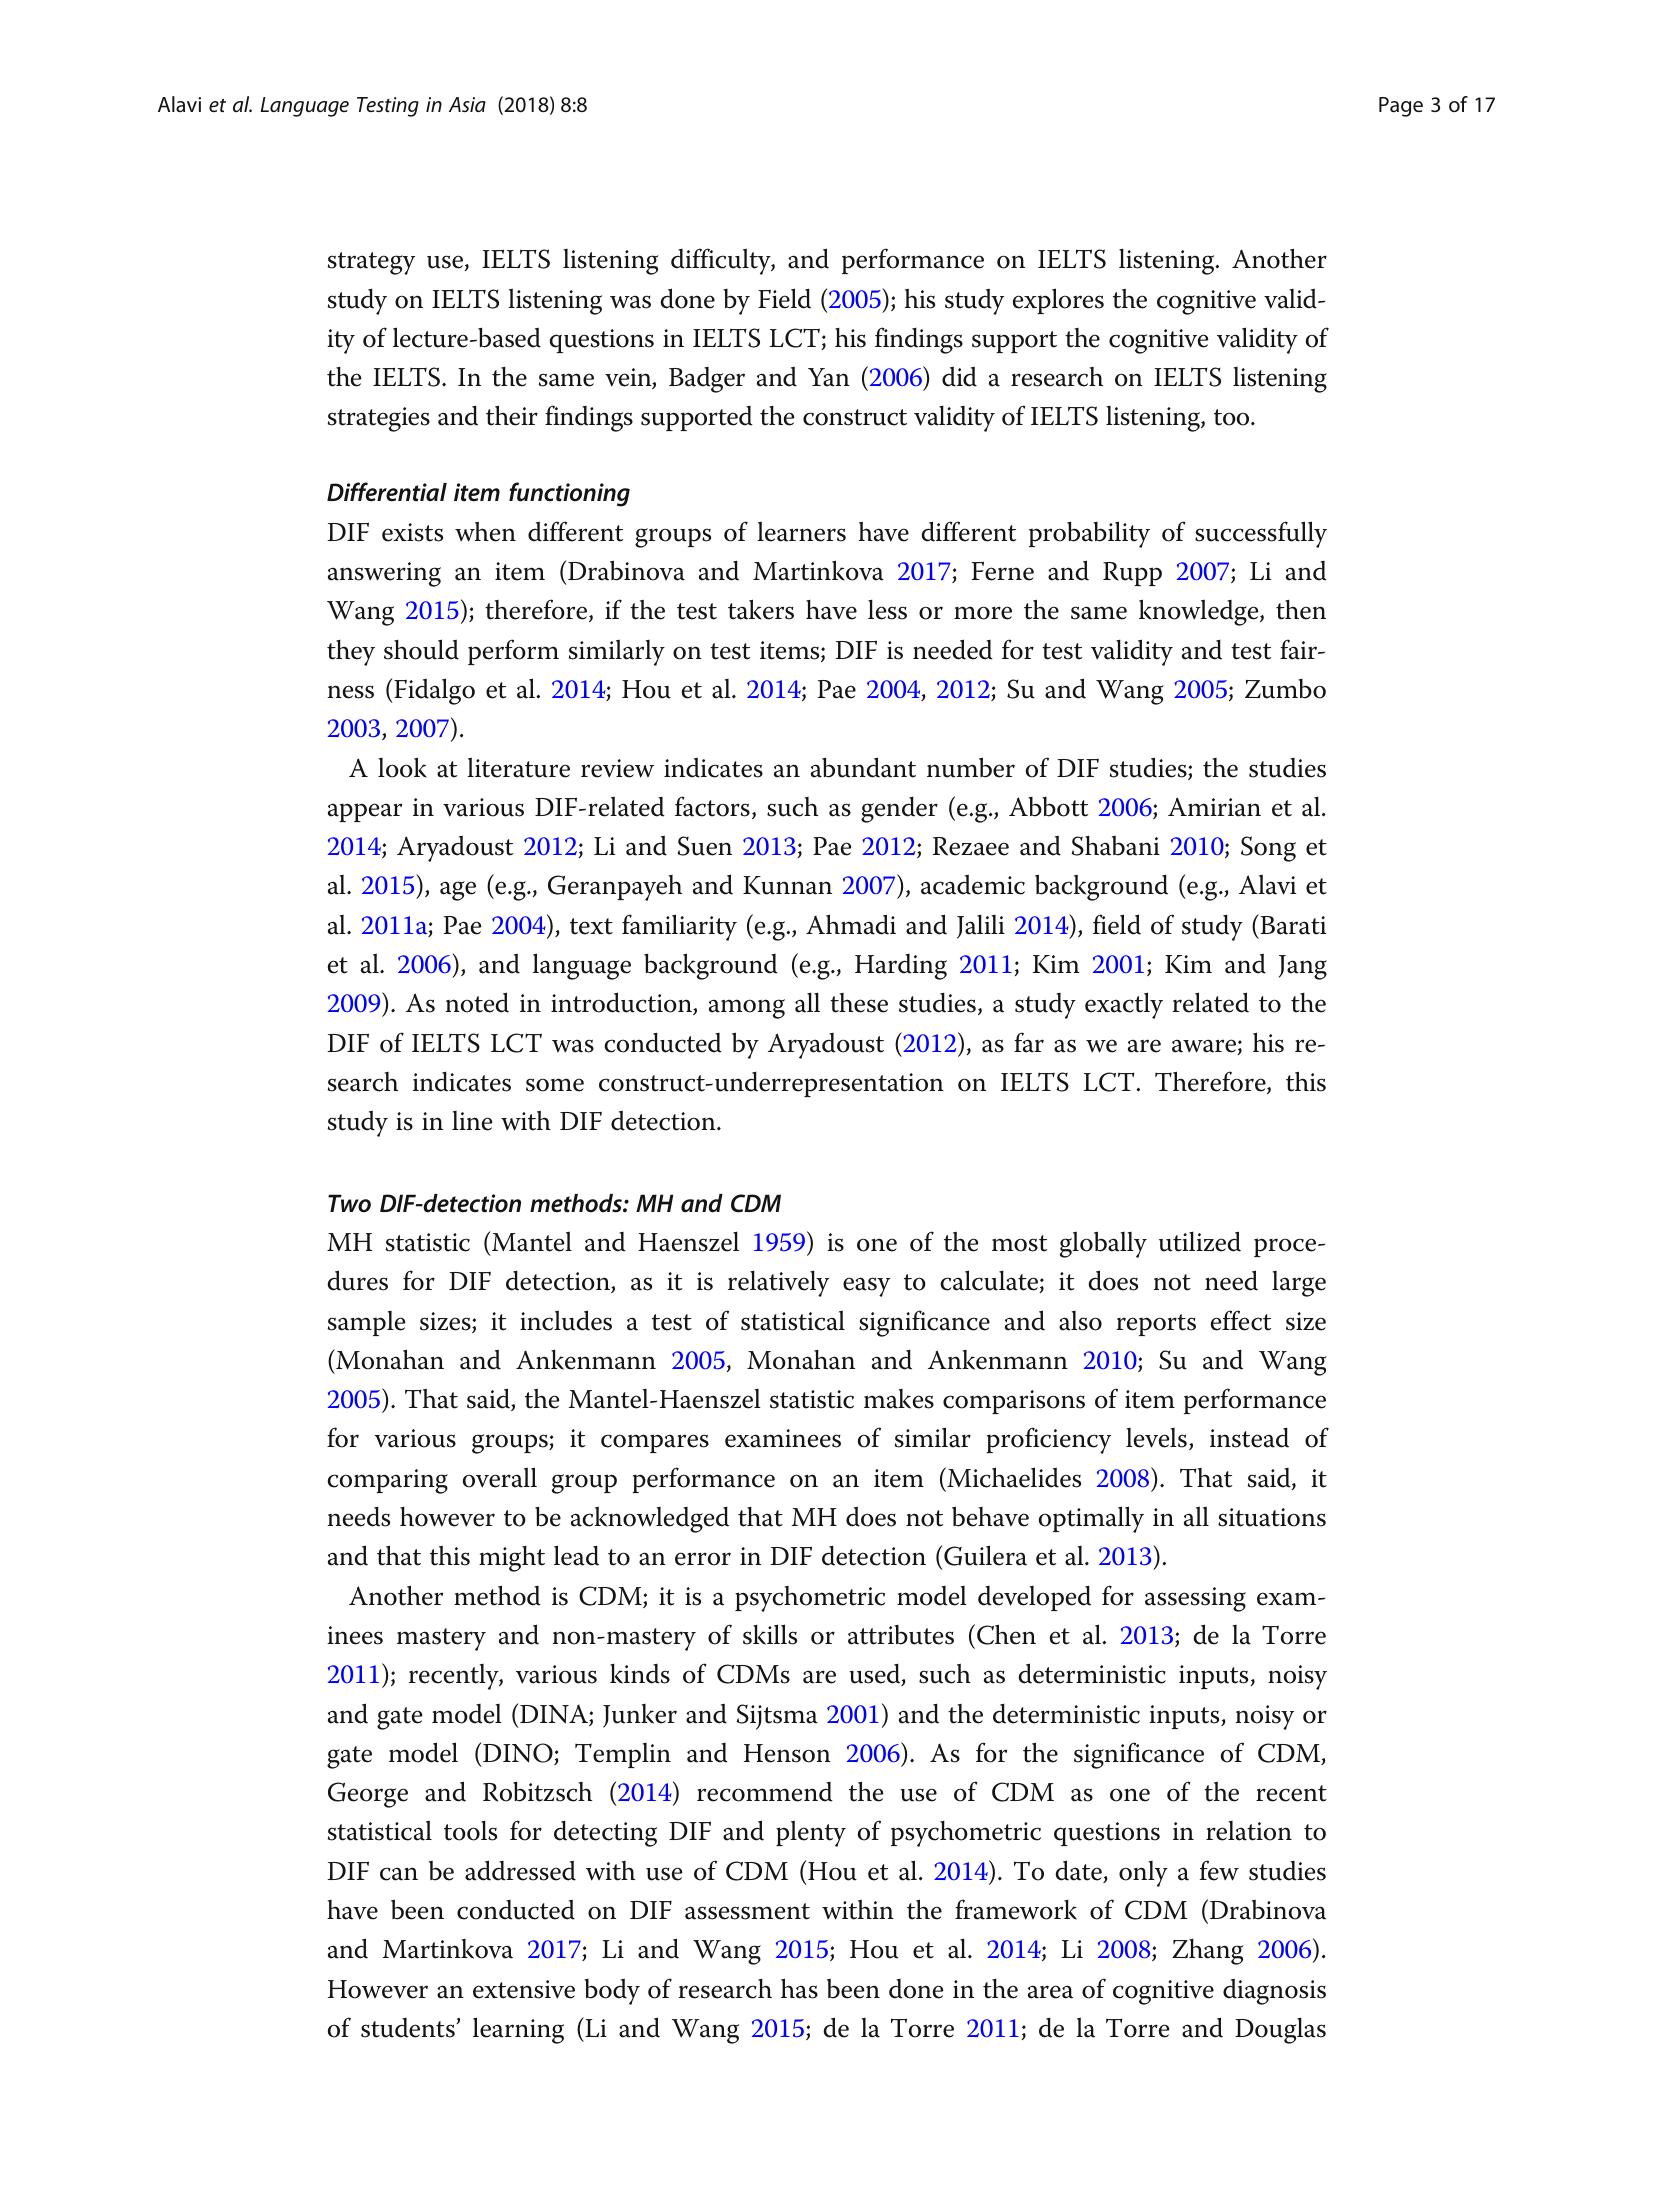 Alavi et al. Language Testing in Asia (2018) 8:8
Page 3 of 17
strategy use, IELTS listening difficulty, and performance on IELTS listening. Another
study on IELTS listening was done by Field (2005); his study explores the cognitive valid-
ity of lecture-based questions in IELTS LCT; his findings support the cognitive validity of
the IELTS. In the same vein, Badger and Yan (2006) did a research on IELTS listening
strategies and their findings supported the construct validity of IELTS listening, too.
Differential item functioning
DIF exists when different groups of learners have different probability of successfully
answering an item (Drabinova and Martinkova 2017; Ferne and Rupp 2007; Li and
Wang 2015); therefore, if the test takers have less or more the same knowledge, then
they should perform similarly on test items; DIF is needed for test validity and test fair-
ness (Fidalgo et al. 2014; Hou et al. 2014; Pae 2004, 2012; Su and Wang 2005; Zumbo
2003, 2007).
A look at literature review indicates an abundant number of DIF studies; the studies
appear in various DIF-related factors, such as gender (e.g., Abbott 2006; Amirian et al.
2014; Aryadoust 2012; Li and Suen 2013; Pae 2012; Rezaee and Shabani 2010; Song et
al. 2015), age (e.g., Geranpayeh and Kunnan 2007), academic background (e.g., Alavi et
al. 2011a; Pae 2004), text familiarity (e.g., Ahmadi and Jalili 2014), field of study (Barati
et al. 2006), and language background (e.g., Harding 2011; Kim 2001; Kim and Jang
2009). As noted in introduction, among all these studies, a study exactly related to the
DIF of IELTS LCT was conducted by Aryadoust (2012), as far as we are aware; his re-
search indicates some construct-underrepresentation on IELTS LCT. Therefore, this
study is in line with DIF detection.
Two DIF-detection methods: MH and CDM
MH statistic (Mantel and Haenszel 1959) is one of the most globally utilized proce-
dures for DIF detection, as it is relatively easy to calculate; it does not need large
sample sizes; it includes a test of statistical significance and also reports effect size
(Monahan and Ankenmann 2005, Monahan and Ankenmann 2010; Su and Wang
2005). That said, the Mantel-Haenszel statistic makes comparisons of item performance
for various groups; it compares examinees of similar proficiency levels, instead of
comparing overall group performance on an item (Michaelides 2008). That said, it
needs however to be acknowledged that MH does not behave optimally in all situations
and that this might lead to an error in DIF detection (Guilera et al. 2013).
Another method is CDM; it is a psychometric model developed for assessing exam-
inees mastery and non-mastery of skills or attributes (Chen et al. 2013; de la Torre
2011); recently, various kinds of CDMs are used, such as deterministic inputs, noisy
and gate model (DINA; Junker and Sijtsma 2001) and the deterministic inputs, noisy or
gate model (DINO; Templin and Henson 2006). As for the significance of CDM,
George and Robitzsch (2014) recommend the use of CDM as one of the recent
statistical tools for detecting DIF and plenty of psychometric questions in relation to
DIF can be addressed with use of CDM (Hou et al. 2014). To date, only a few studies
have been conducted on DIF assessment within the framework of CDM (Drabinova
and Martinkova 2017; Li and Wang 2015; Hou et al. 2014; Li 2008; Zhang 2006).
However an extensive body of research has been done in the area of cognitive diagnosis
of students’ learning (Li and Wang 2015; de la Torre 2011; de la Torre and Douglas